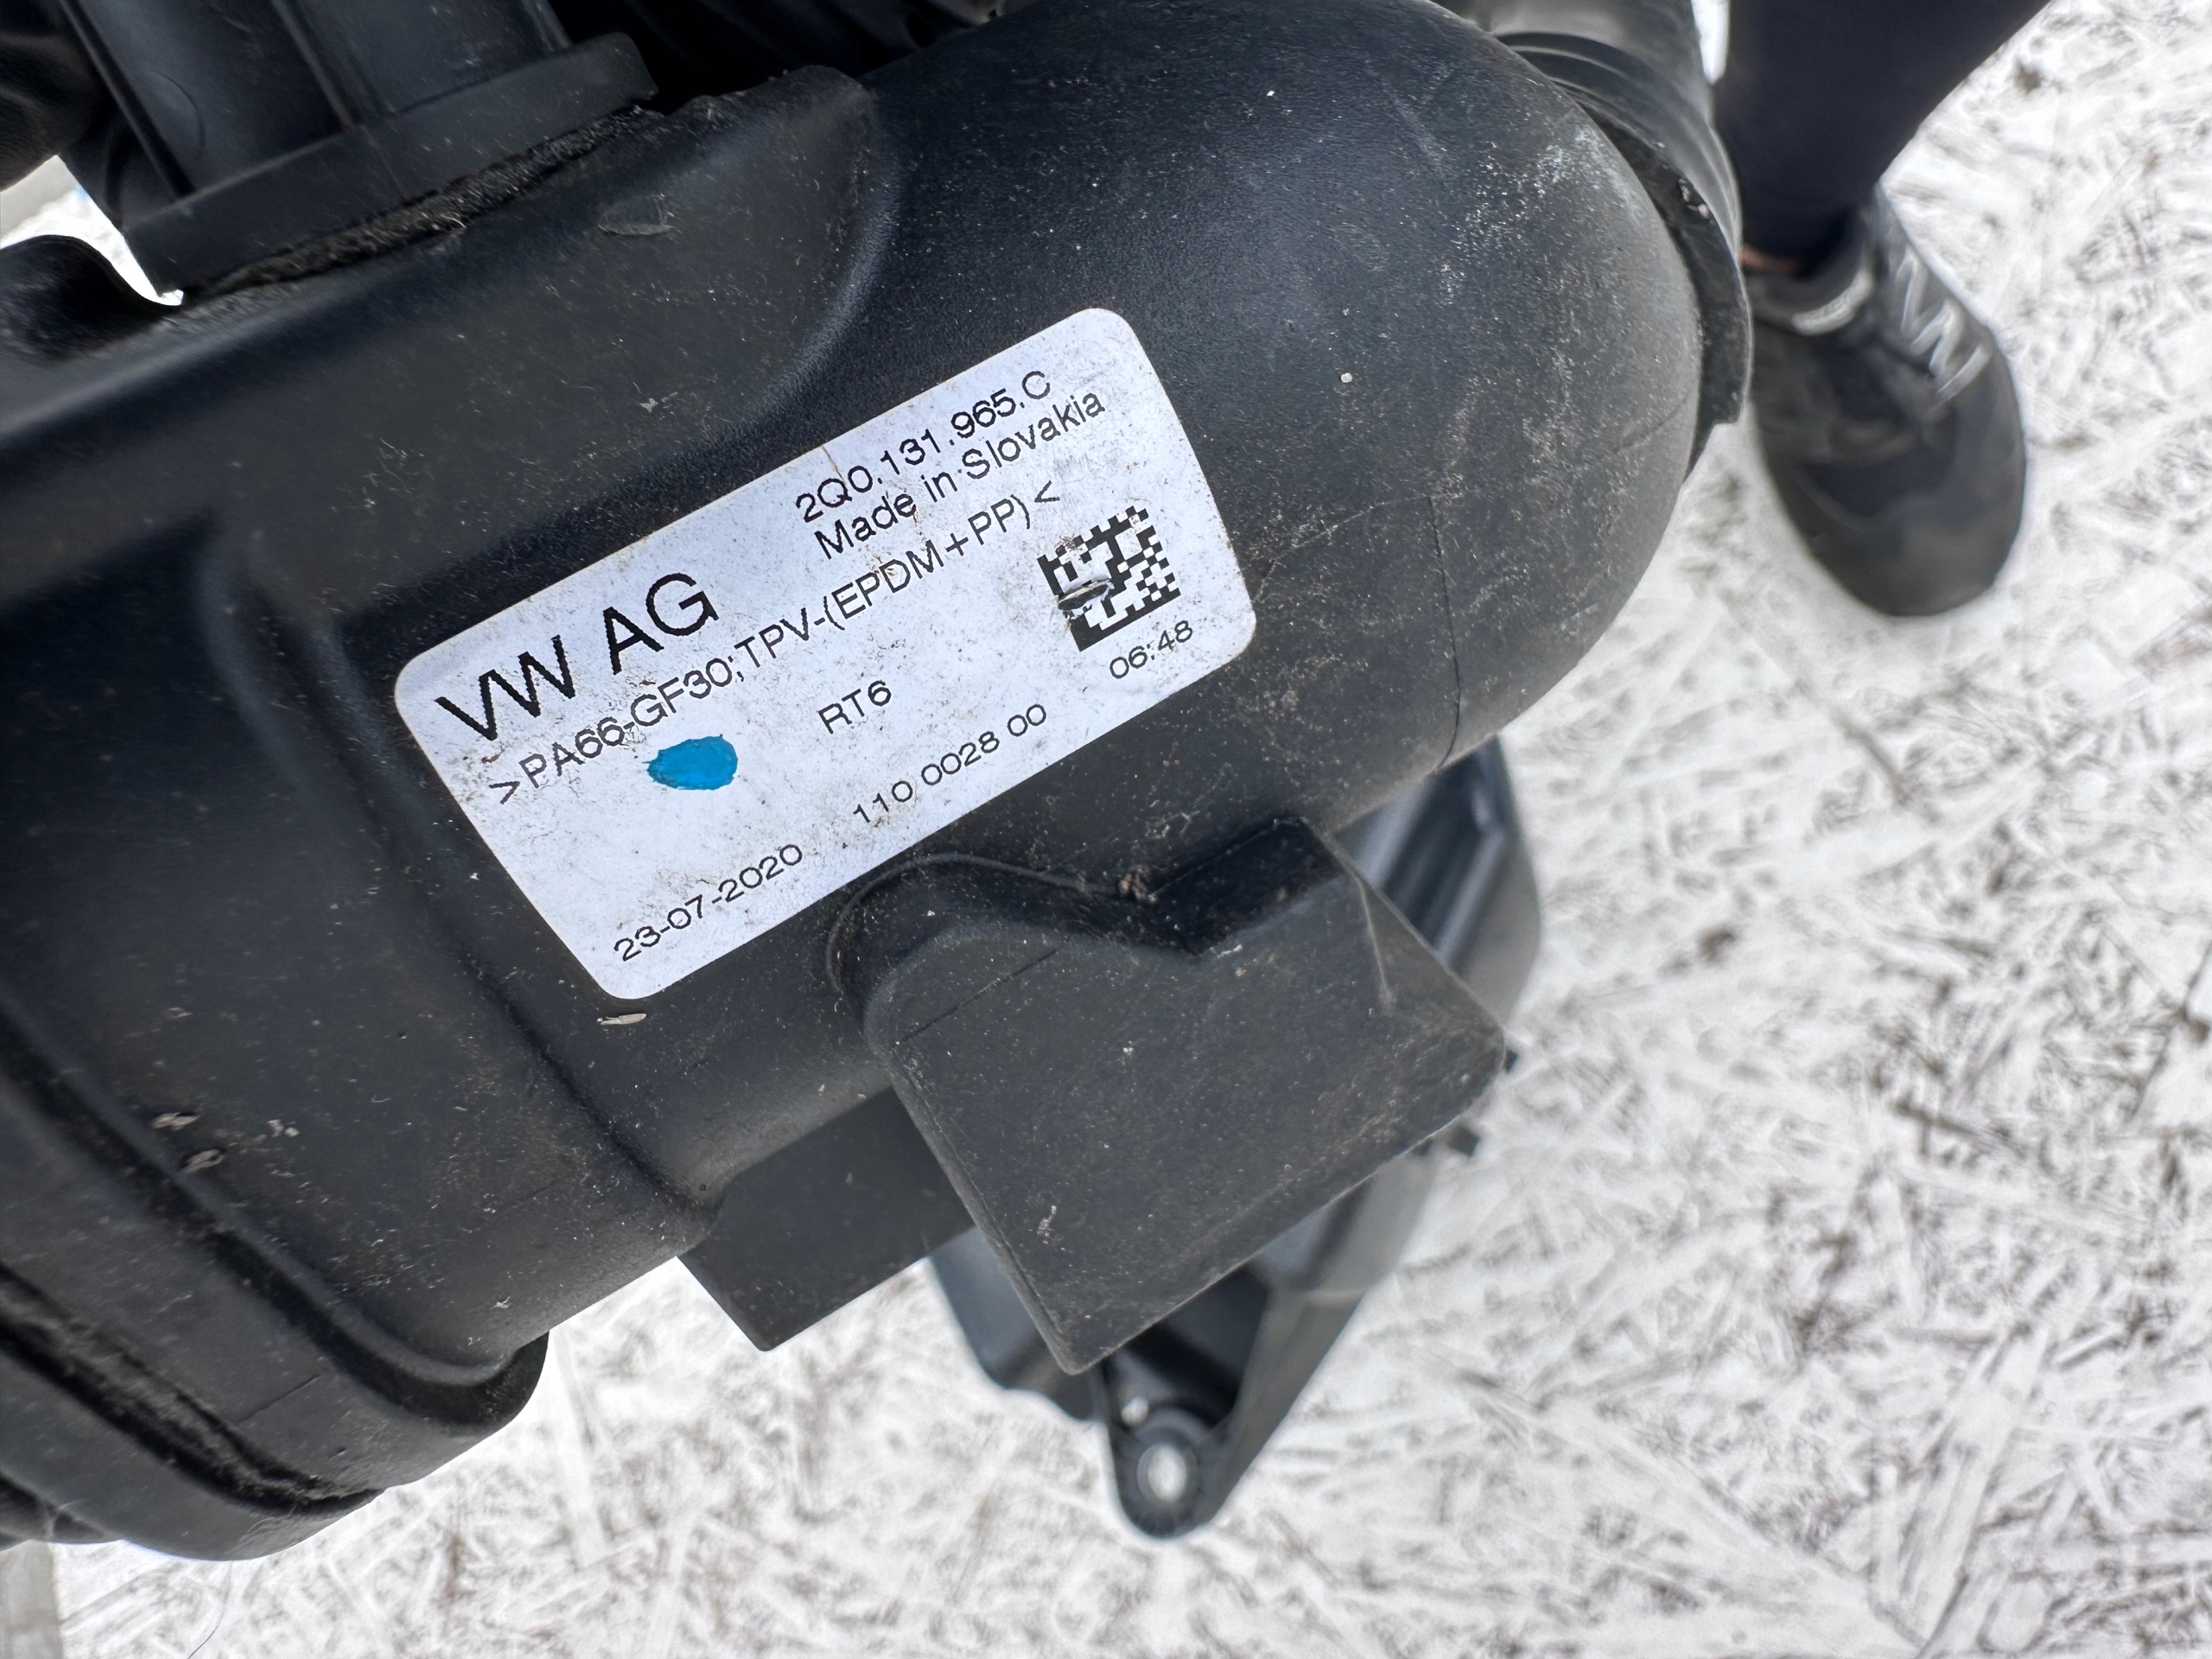 2Q0.131.965.C
Made in Slovakia
VW AG
>PA66-GF30;TPV-(EPDM+PP)<
RT6
06:48
23-07-2020 110 0028 00